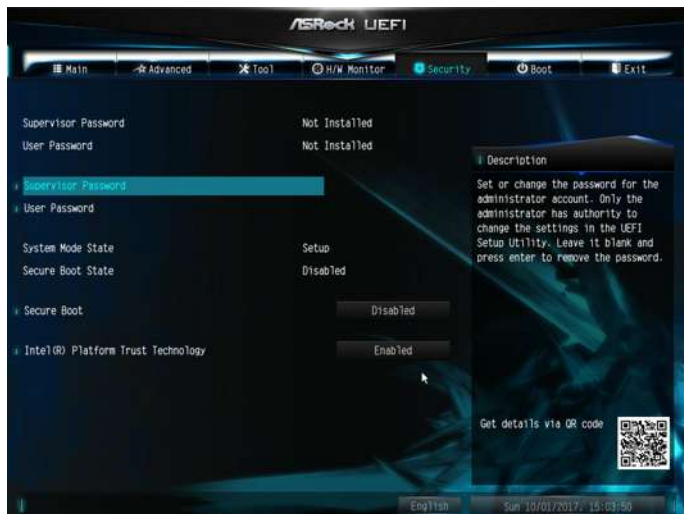 ASRock UEFI
Main Advanced Tool H/W Monitor Security Boot Exit
Supervisor Password Not Installed
User Password Not Installed
Supervisor Password
User Password
System Mode State Setup
Secure Boot State Disabled
Secure Boot Disabled
Intel(R) Platform Trust Technology Enabled
Description
Set or change the password for the
administrator account. Only the
administrator has authority to
change the settings in the UEFI
Setup Utility. Leave it blank and
press enter to remove the password.
Get details via QR code
English Sun 10/01/2017. 15:03:50